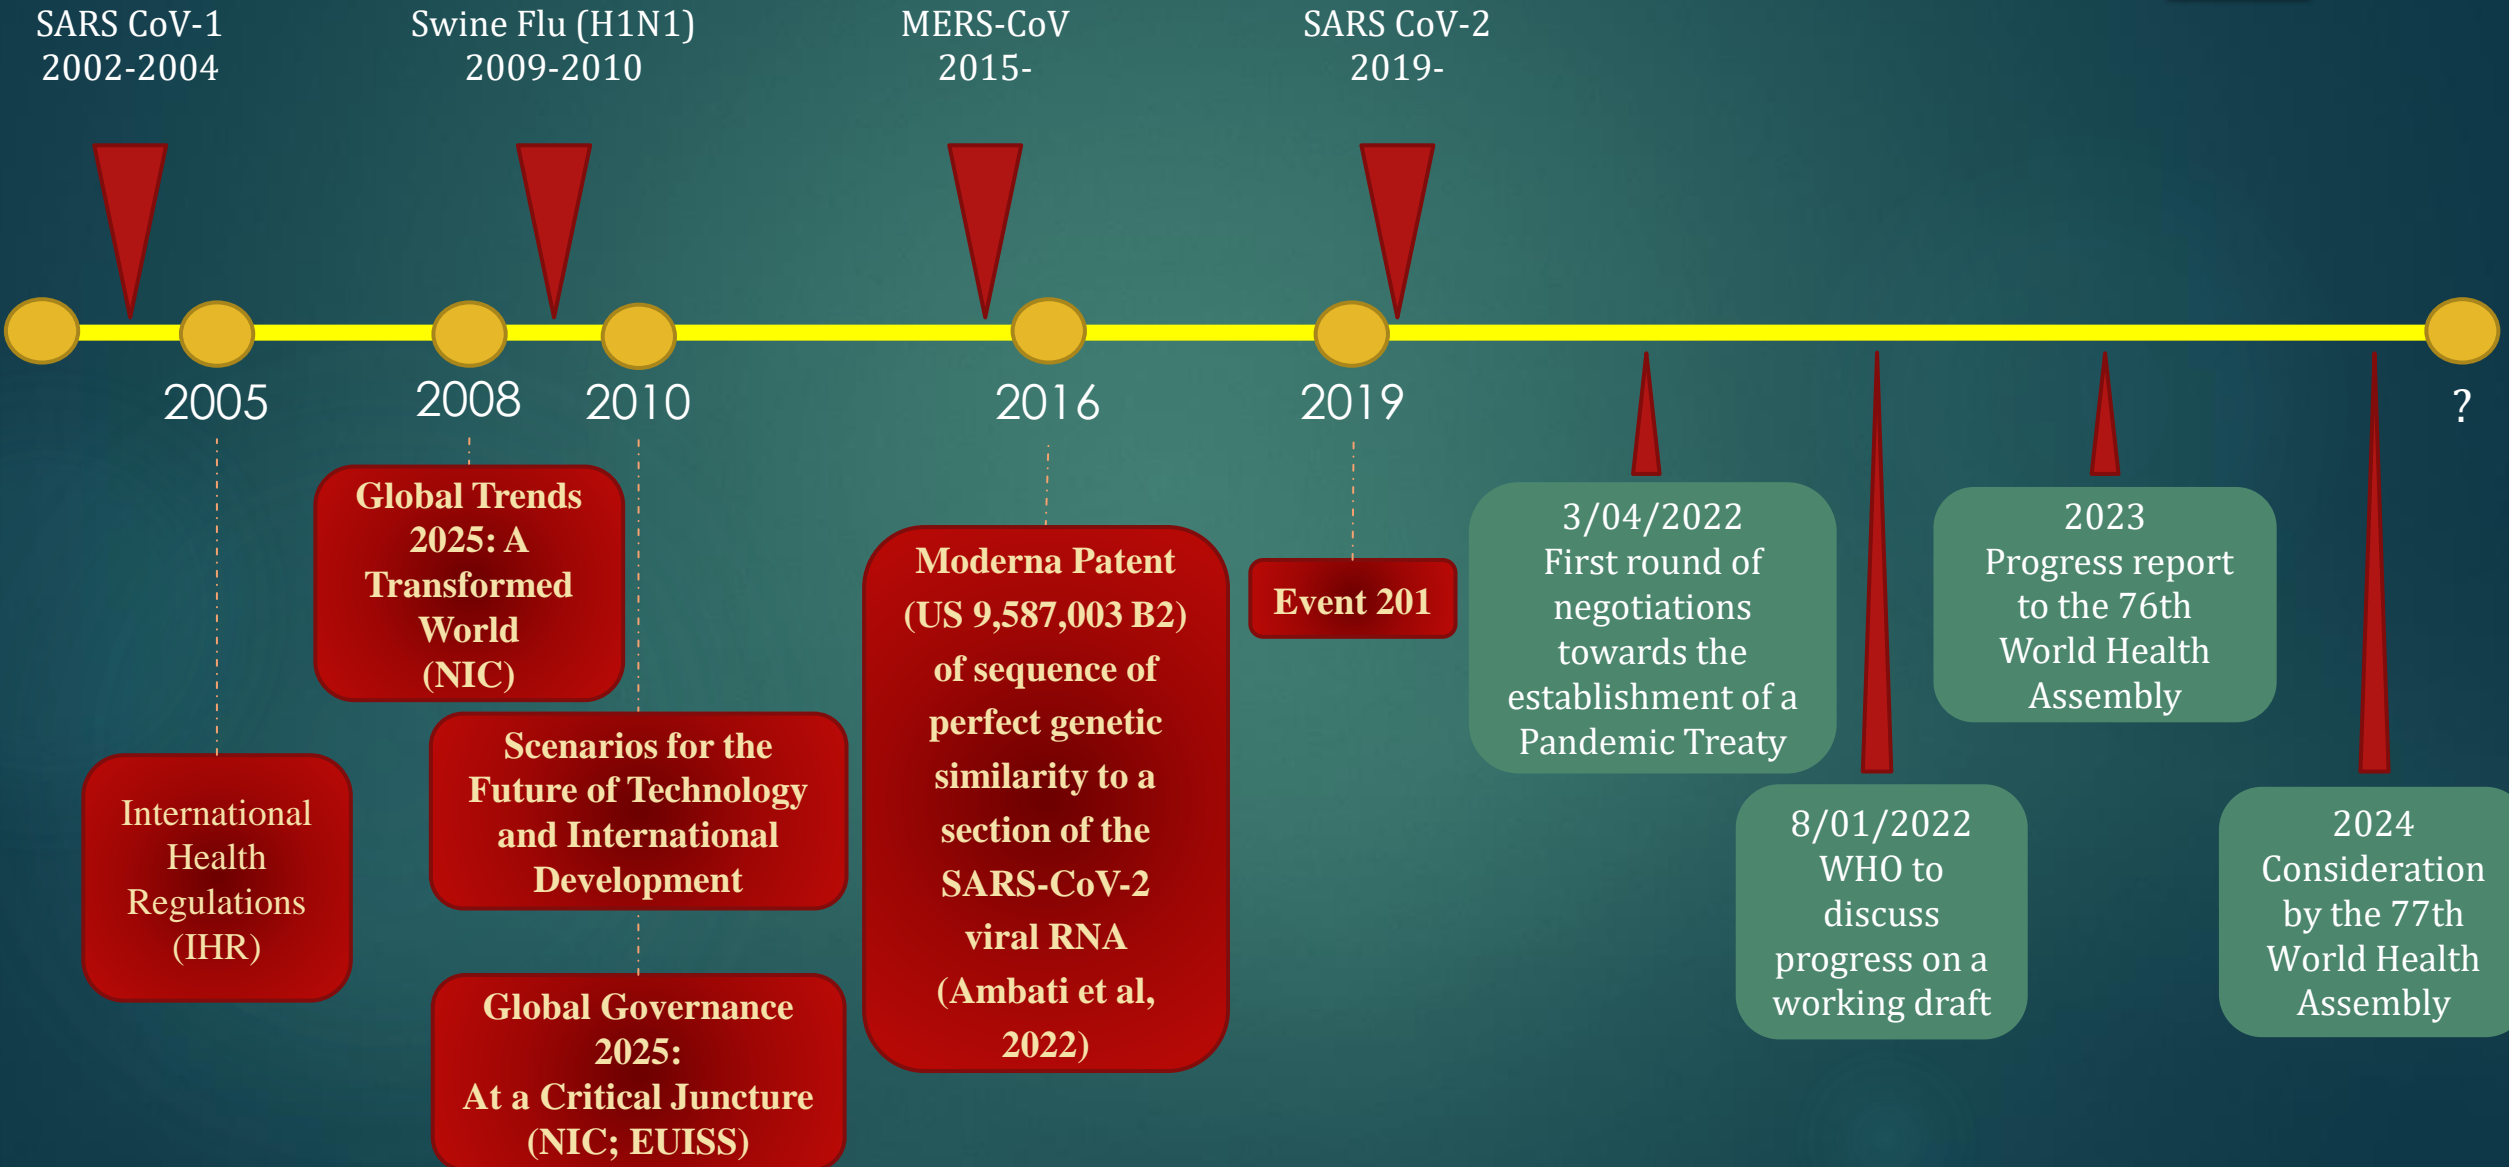 SARS CoV-1
2002-2004
Swine Flu (H1N1)
2009-2010
MERS-CoV
2015-
SARS CoV-2
2019-
2005
2008
2010
2016
2019
?
International
Health
Regulations
(IHR)
Global Trends
2025: A
Transformed
World
(NIC)
Scenarios for the
Future of Technology
and International
Development
Global Governance
2025:
At a Critical Juncture
(NIC; EUISS)
Moderna Patent
(US 9,587,003 B2)
of sequence of
perfect genetic
similarity to a
section of the
SARS-CoV-2
viral RNA
(Ambati et al,
2022)
Event 201
3/04/2022
First round of
negotiations
towards the
establishment of a
Pandemic Treaty
8/01/2022
WHO to
discuss
progress on a
working draft
2023
Progress report
to the 76th
World Health
Assembly
2024
Consideration
by the 77th
World Health
Assembly